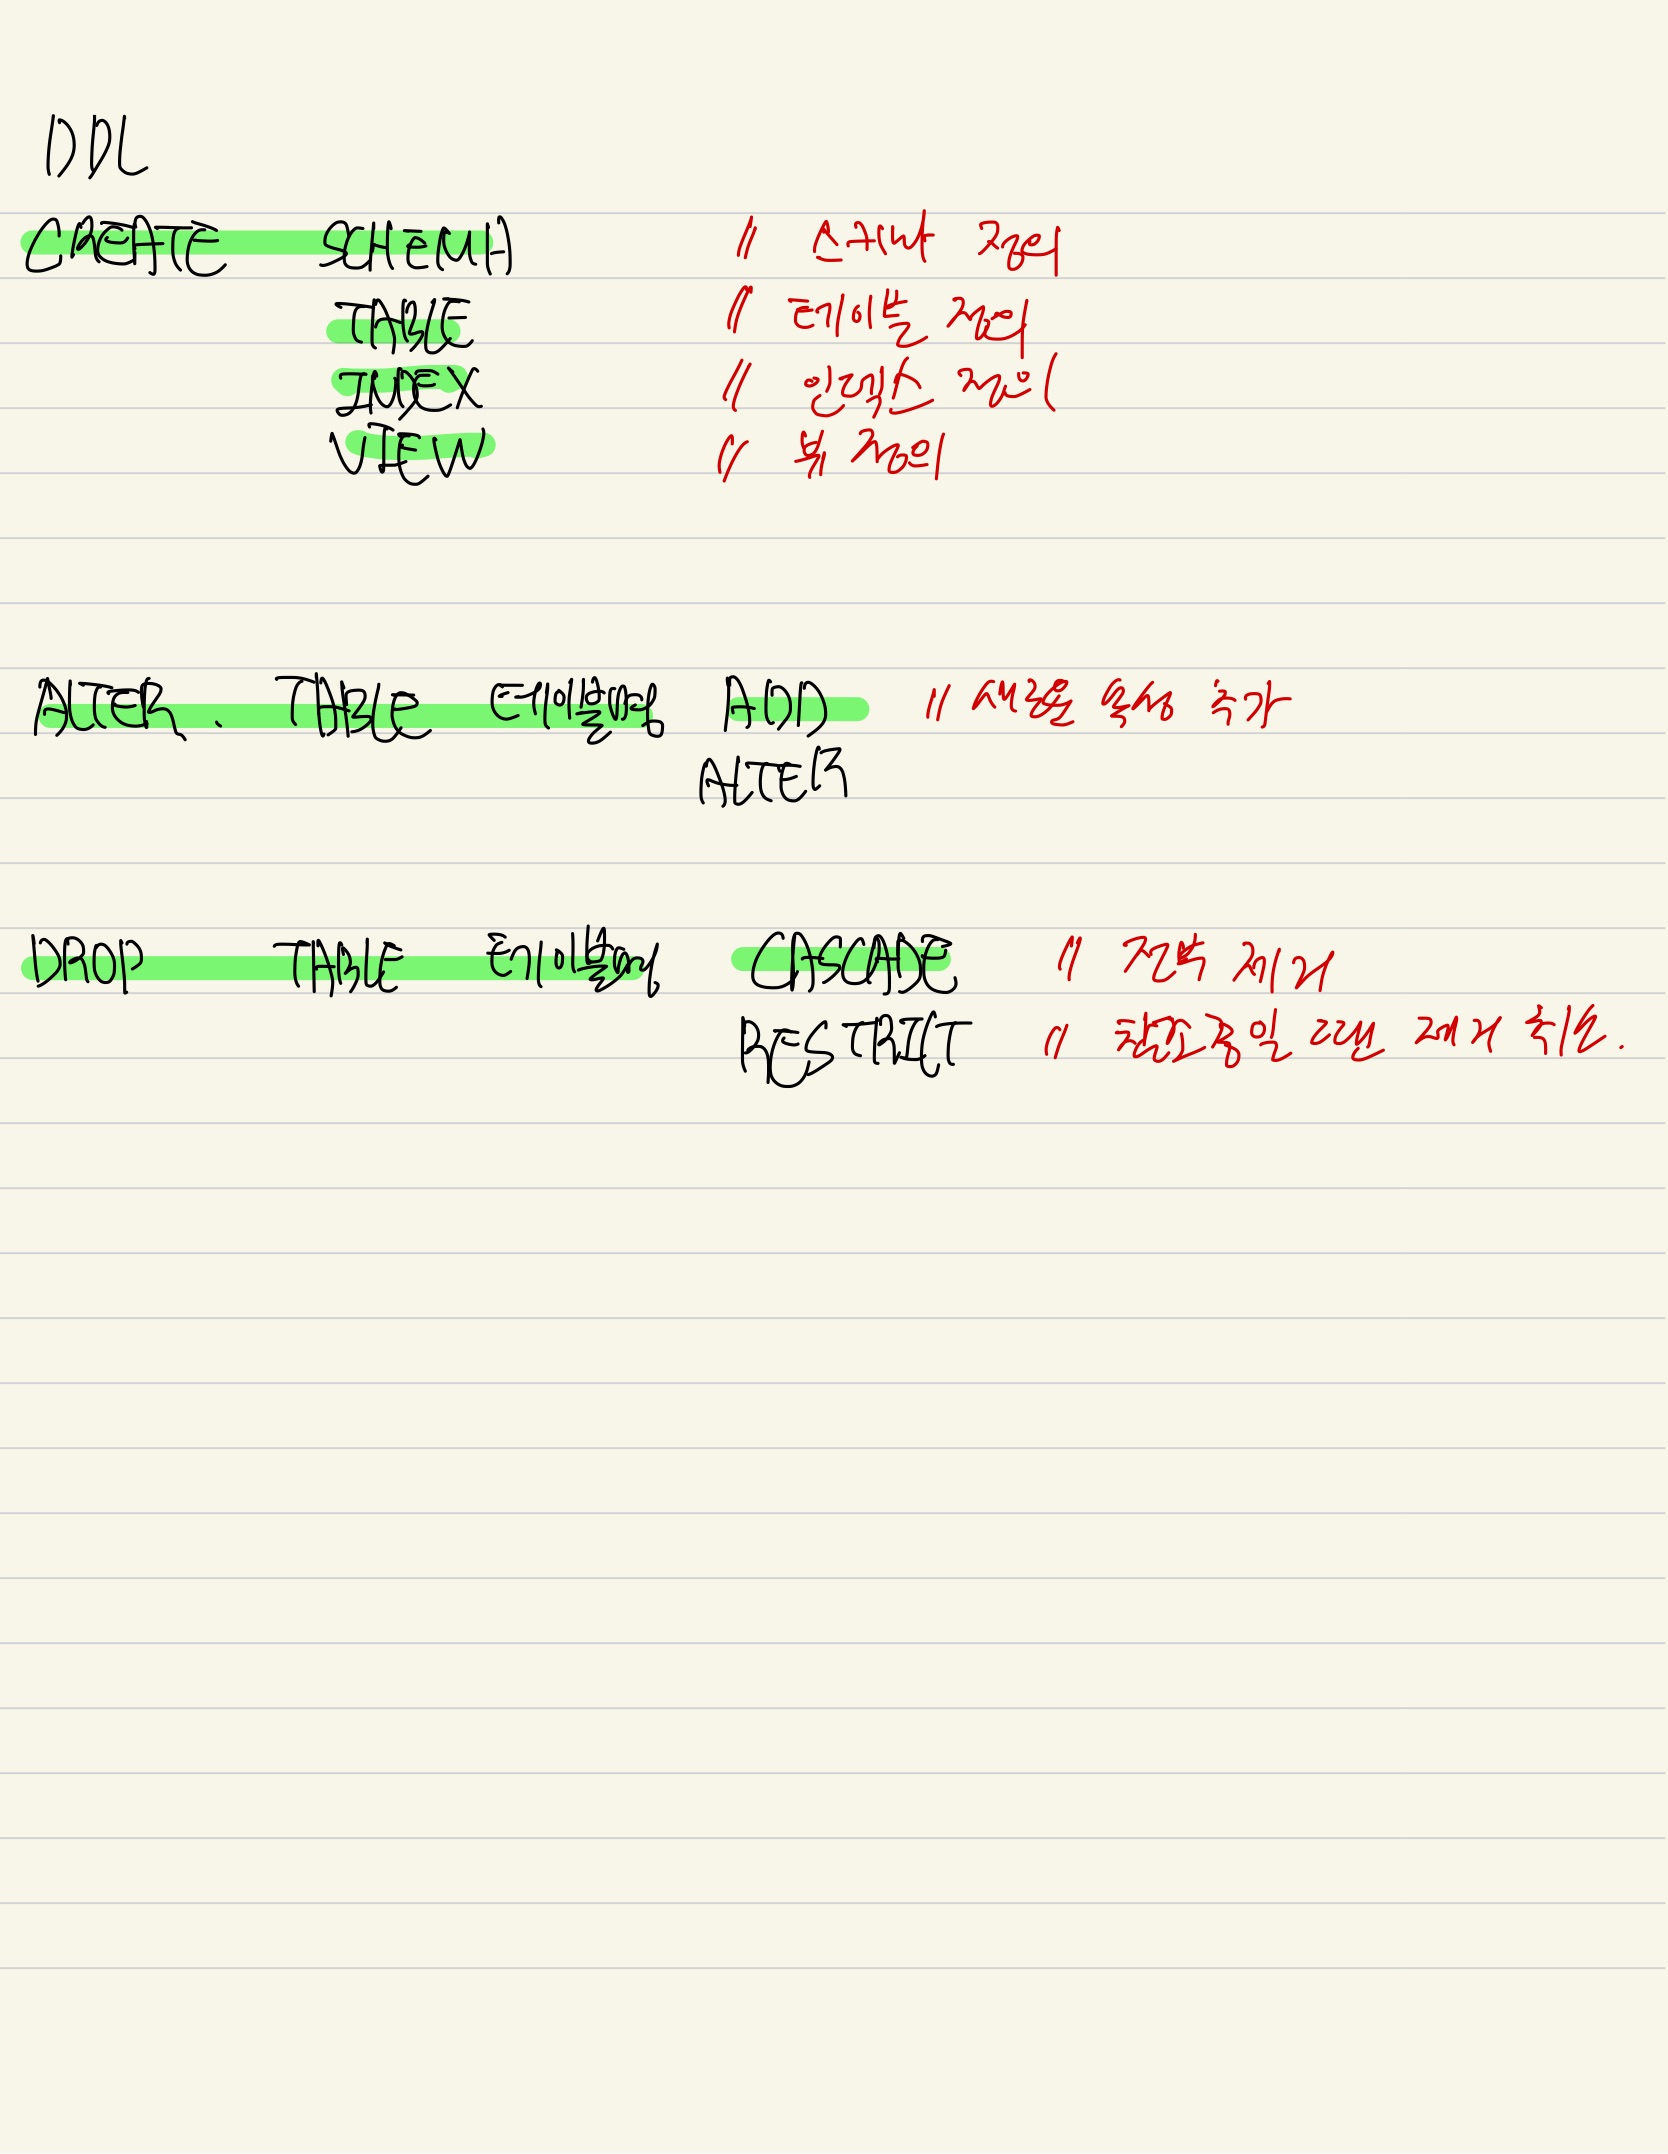 DDL
CREATE SCHEMA // 스키마 정의
TABLE // 테이블 정의
INDEX // 인덱스 정의
VIEW // 뷰 정의
ALTER. TABLE 테이블명 ADD // 새로운 속성 추가
ALTER
DROP TABLE 테이블명 CASCADE // 전부 제거
RESTRICT // 참조중일 땐 제거 취소.